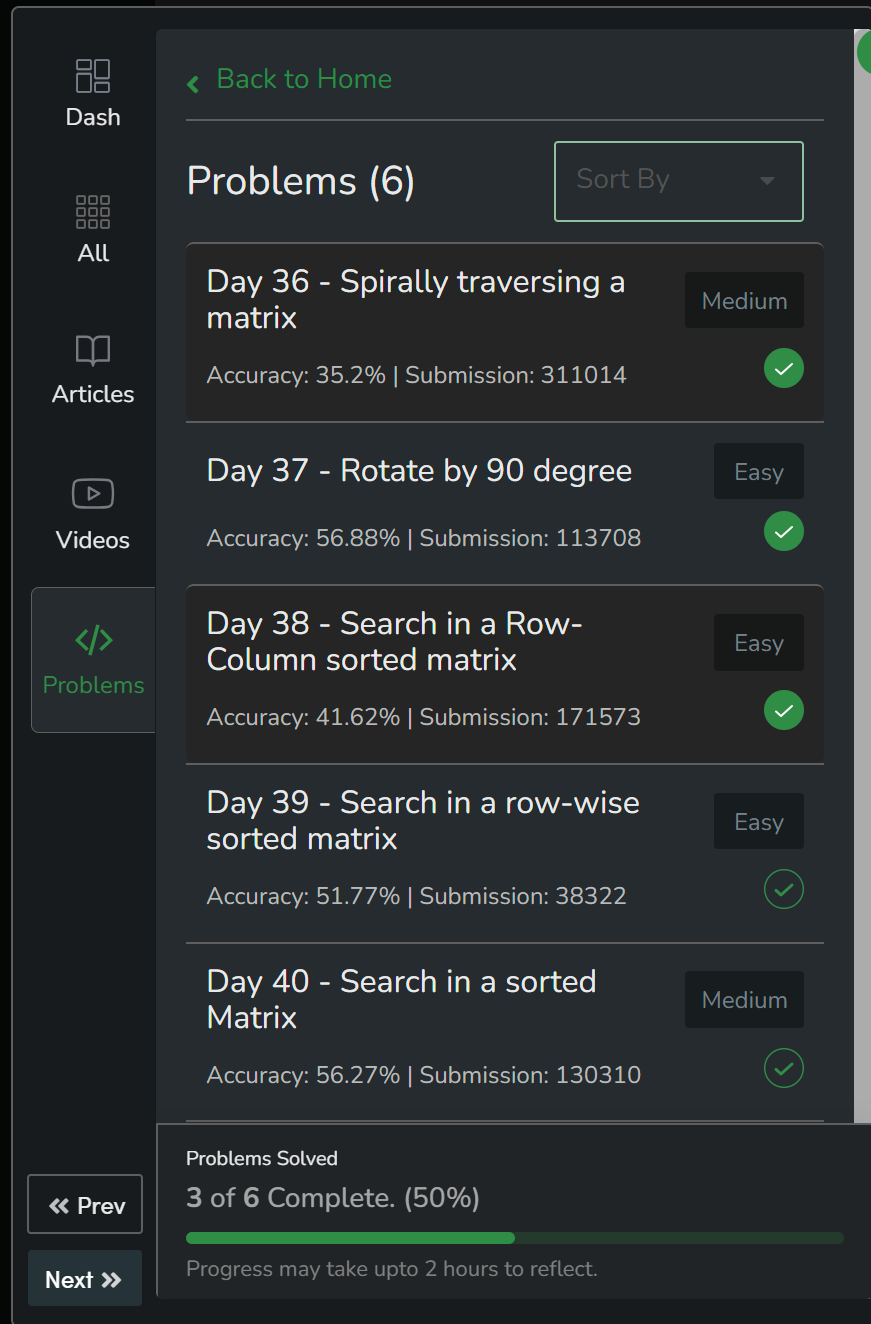 Dash
All
Articles
Videos
Problems
Prev
Next
Back to Home
Problems (6)
Sort By
Day 36 - Spirally traversing a
matrix
Medium
Accuracy: 35.2% | Submission: 311014
Day 37 - Rotate by 90 degree
Easy
Accuracy: 56.88% | Submission: 113708
Day 38 - Search in a Row-
Column sorted matrix
Easy
Accuracy: 41.62% | Submission: 171573
Day 39 - Search in a row-wise
sorted matrix
Easy
Accuracy: 51.77% | Submission: 38322
Day 40 - Search in a sorted
Matrix
Medium
Accuracy: 56.27% | Submission: 130310
Problems Solved
3 of 6 Complete. (50%)
Progress may take upto 2 hours to reflect.